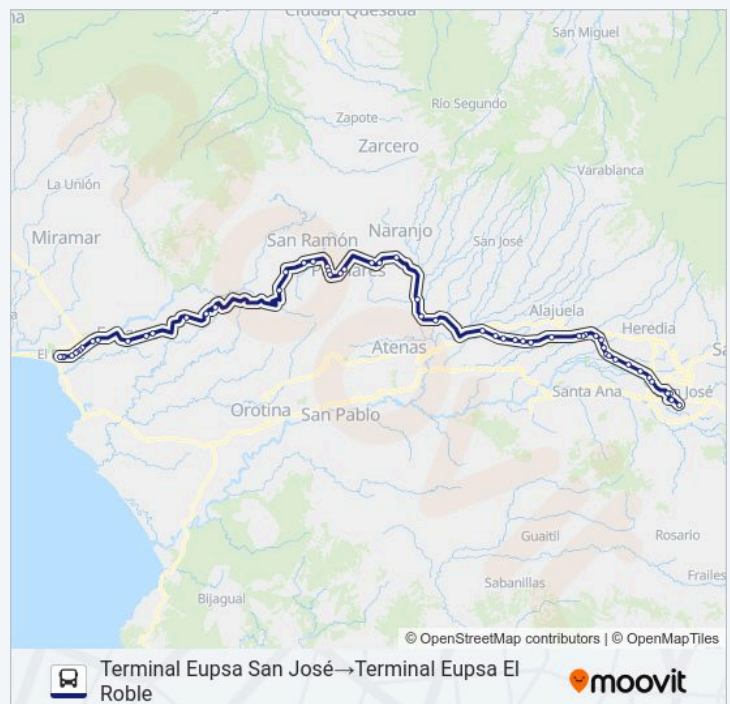 Ciudad Quesada
San Miguel
Río Segundo
Zapote
Zarcero
Varablanca
La Unión
Miramar
San Ramón
Naranjo
San José
Palmares
Alajuela
Heredia
El
Atenas
Santa Ana
San José
Orotina
San Pablo
Guaitil
Rosario
Sabanillas
Frailes
Bijagual
© OpenStreetMap contributors | © OpenMapTiles
Terminal Eupsa San José→Terminal Eupsa El
Roble
moovit